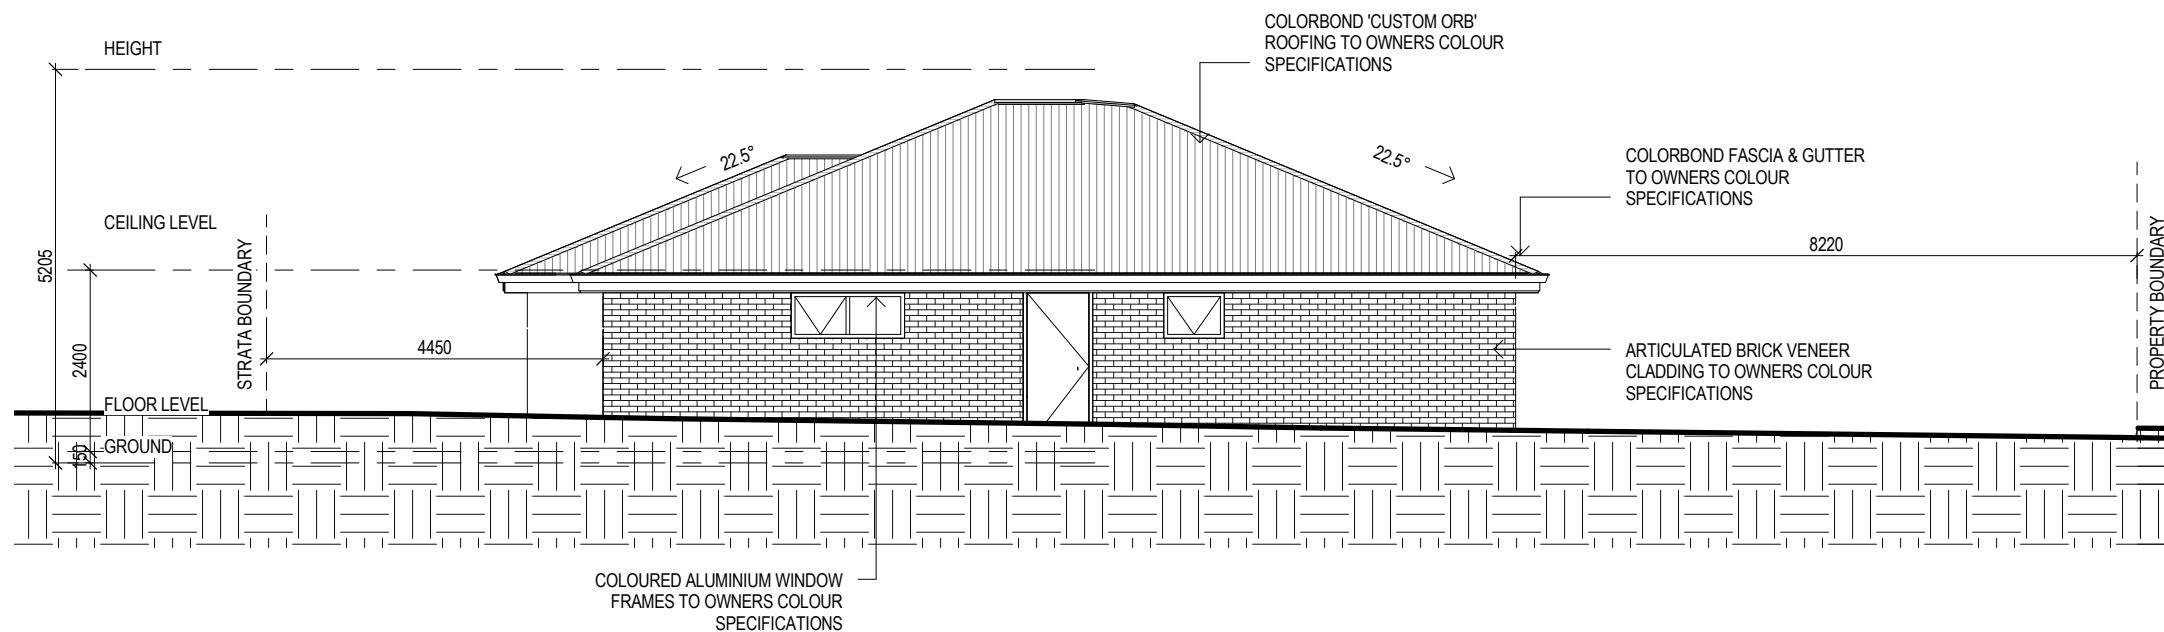 COLORBOND 'CUSTOM ORB'
ROOFING TO OWNERS COLOUR
SPECIFICATIONS
HEIGHT
22.5°
22.5°
COLORBOND FASCIA & GUTTER
TO OWNERS COLOUR
SPECIFICATIONS
CEILING LEVEL
5205
STRATA BOUNDARY
8220
PROPERTY BOUNDARY
2400
4450
ARTICULATED BRICK VENEER
CLADDING TO OWNERS COLOUR
SPECIFICATIONS
FLOOR LEVEL
GROUND
150
COLOURED ALUMINIUM WINDOW
FRAMES TO OWNERS COLOUR
SPECIFICATIONS